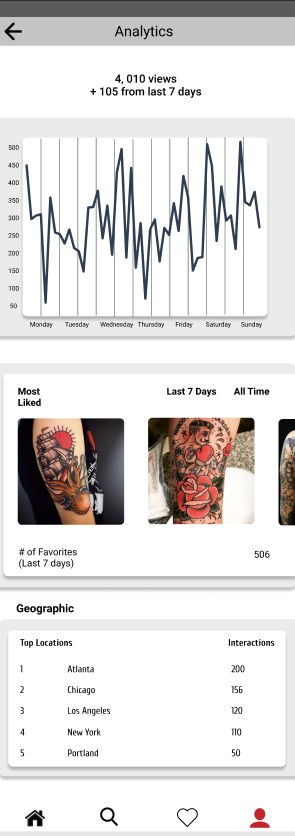 Analytics
4, 010 views
+ 105 from last 7 days
500
450
400
350
300
250
200
150
100
50
Monday Tuesday Wednesday Thursday Friday Saturday Sunday
Most Liked
Last 7 Days All Time
# of Favorites
(Last 7 days)
506
Geographic
Top Locations Interactions
1 Atlanta 200
2 Chicago 156
3 Los Angeles 120
4 New York 110
5 Portland 50